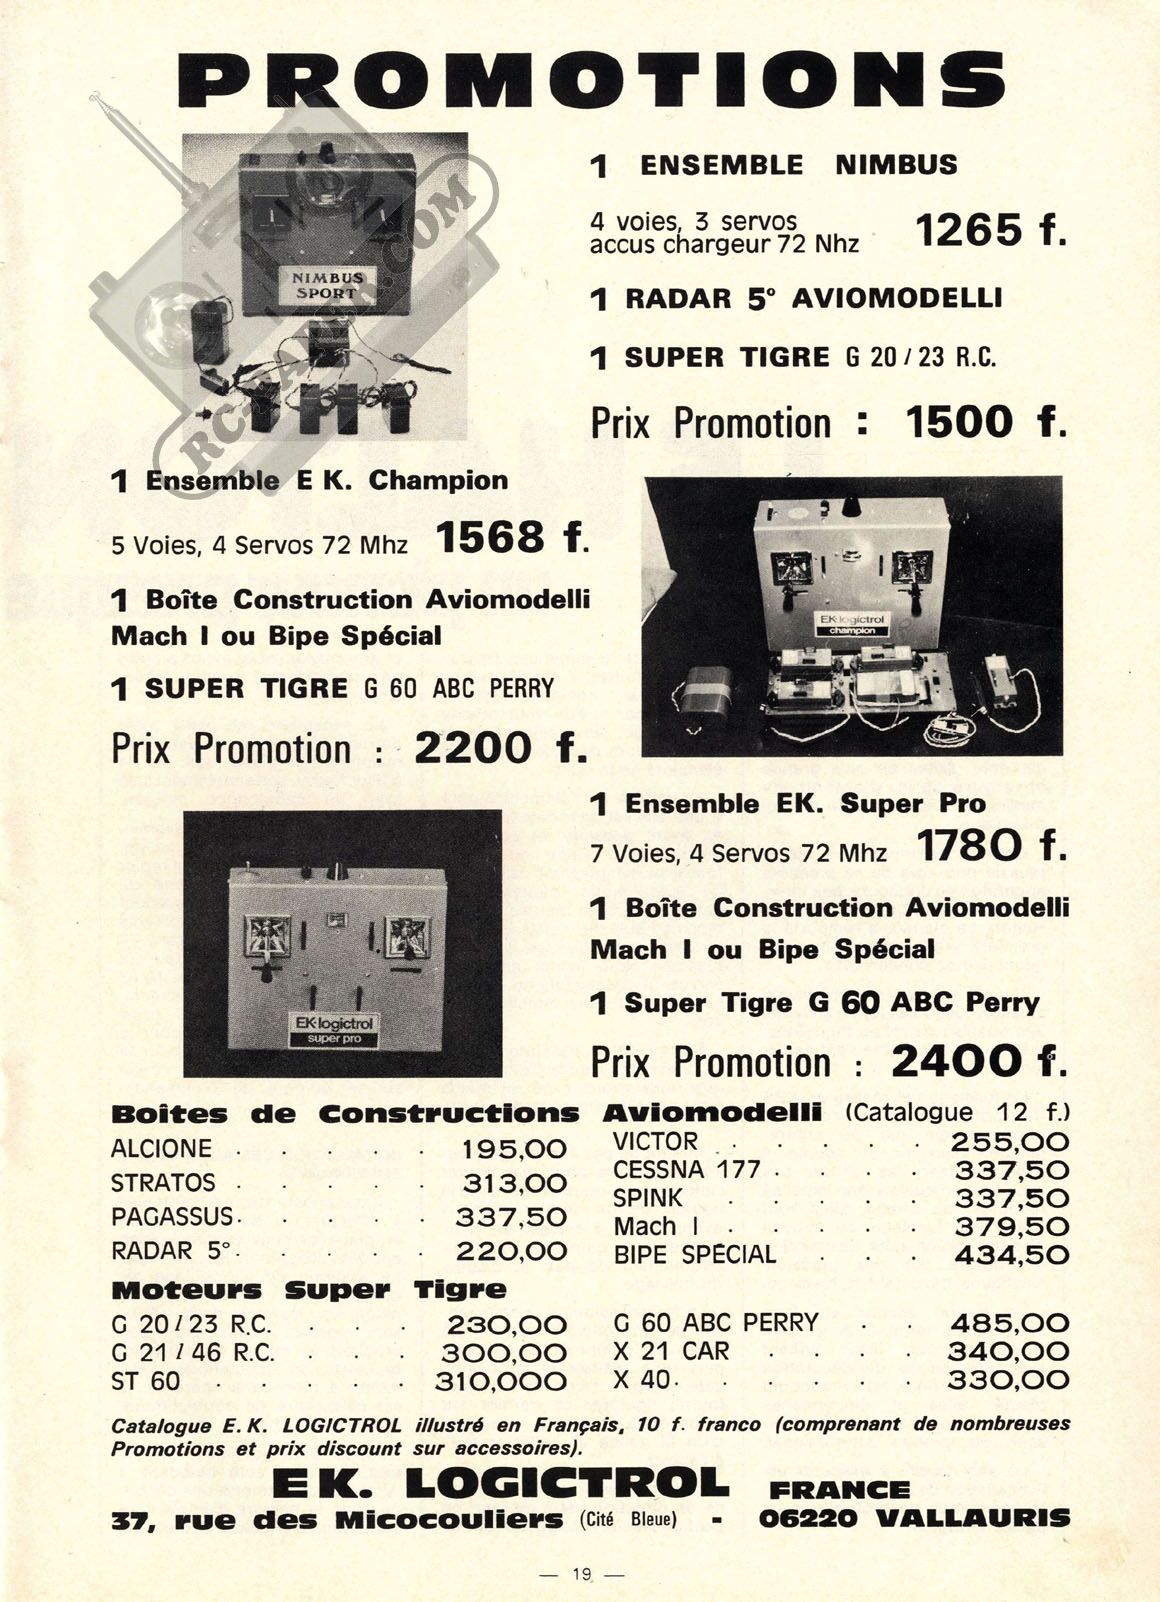 PROMOTIONS
NIMBUS
SPORT
RC-FANER.COM
1 ENSEMBLE NIMBUS
4 voies, 3 servos
accus chargeur 72 Nhz 1265 f.
1 RADAR 5° AVIOMODELLI
1 SUPER TIGRE G 20 / 23 R.C.
Prix Promotion : 1500 f.
1 Ensemble E K. Champion
5 Voies, 4 Servos 72 Mhz 1568 f.
1 Boîte Construction Aviomodelli
Mach I ou Bipe Spécial
1 SUPER TIGRE G 60 ABC PERRY
Prix Promotion : 2200 f.
EK-logictrol
champion
EK-logictrol
super pro
1 Ensemble EK. Super Pro
7 Voies, 4 Servos 72 Mhz 1780 f.
1 Boîte Construction Aviomodelli
Mach I ou Bipe Spécial
1 Super Tigre G 60 ABC Perry
Prix Promotion : 2400 f.
Boîtes de Constructions Aviomodelli (Catalogue 12 f.)
ALCIONE . . . . . 195,00
STRATOS . . . . . 313,00
PAGASSUS. . . . . 337,50
RADAR 5°. . . . . 220,00
VICTOR . . . . . 255,00
CESSNA 177 . . . . 337,50
SPINK . . . . . 337,50
Mach I . . . . . 379,50
BIPE SPÉCIAL . . . 434,50
Moteurs Super Tigre
G 20 / 23 R.C. . . . 230,00
G 21 / 46 R.C. . . . 300,00
ST 60 . . . . . 310,000
G 60 ABC PERRY . . 485,00
X 21 CAR . . . . 340,00
X 40. . . . . . 330,00
Catalogue E. K. LOGICTROL illustré en Français, 10 f. franco (comprenant de nombreuses
Promotions et prix discount sur accessoires).
EK. LOGICTROL FRANCE
37, rue des Micocouliers (Cité Bleue) - 06220 VALLAURIS
— 19 —